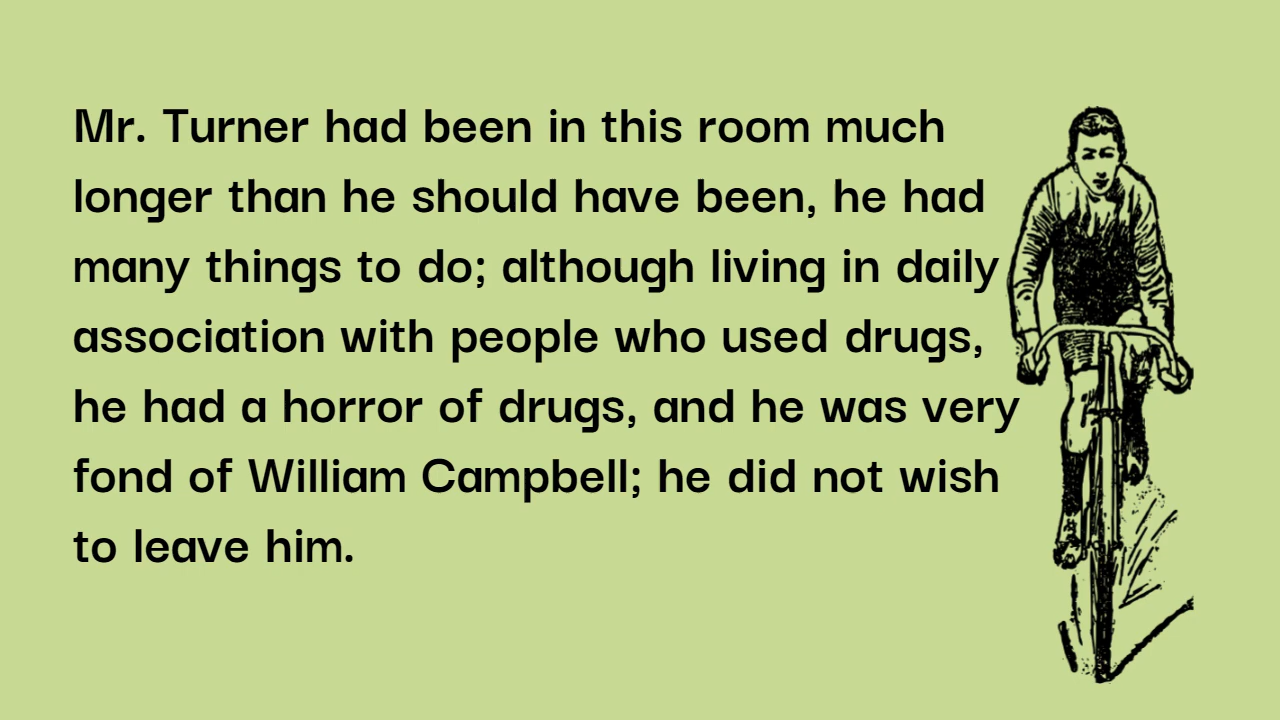 Mr. Turner had been in this room much
longer than he should have been, he had
many things to do; although living in daily
association with people who used drugs,
he had a horror of drugs, and he was very
fond of William Campbell; he did not wish
to leave him.